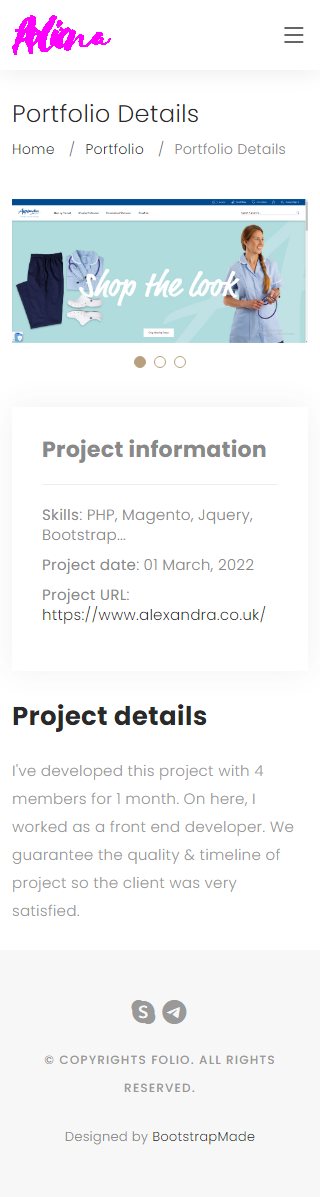 Aliona
Portfolio Details
Home / Portfolio / Portfolio Details
Shop the look
Project information
Skills: PHP, Magento, Jquery,
Bootstrap...
Project date: 01 March, 2022
Project URL:
https://www.alexandra.co.uk/
Project details
I've developed this project with 4
members for 1 month. On here, I
worked as a front end developer. We
guarantee the quality & timeline of
project so the client was very
satisfied.
© COPYRIGHTS FOLIO. ALL RIGHTS
RESERVED.
Designed by BootstrapMade